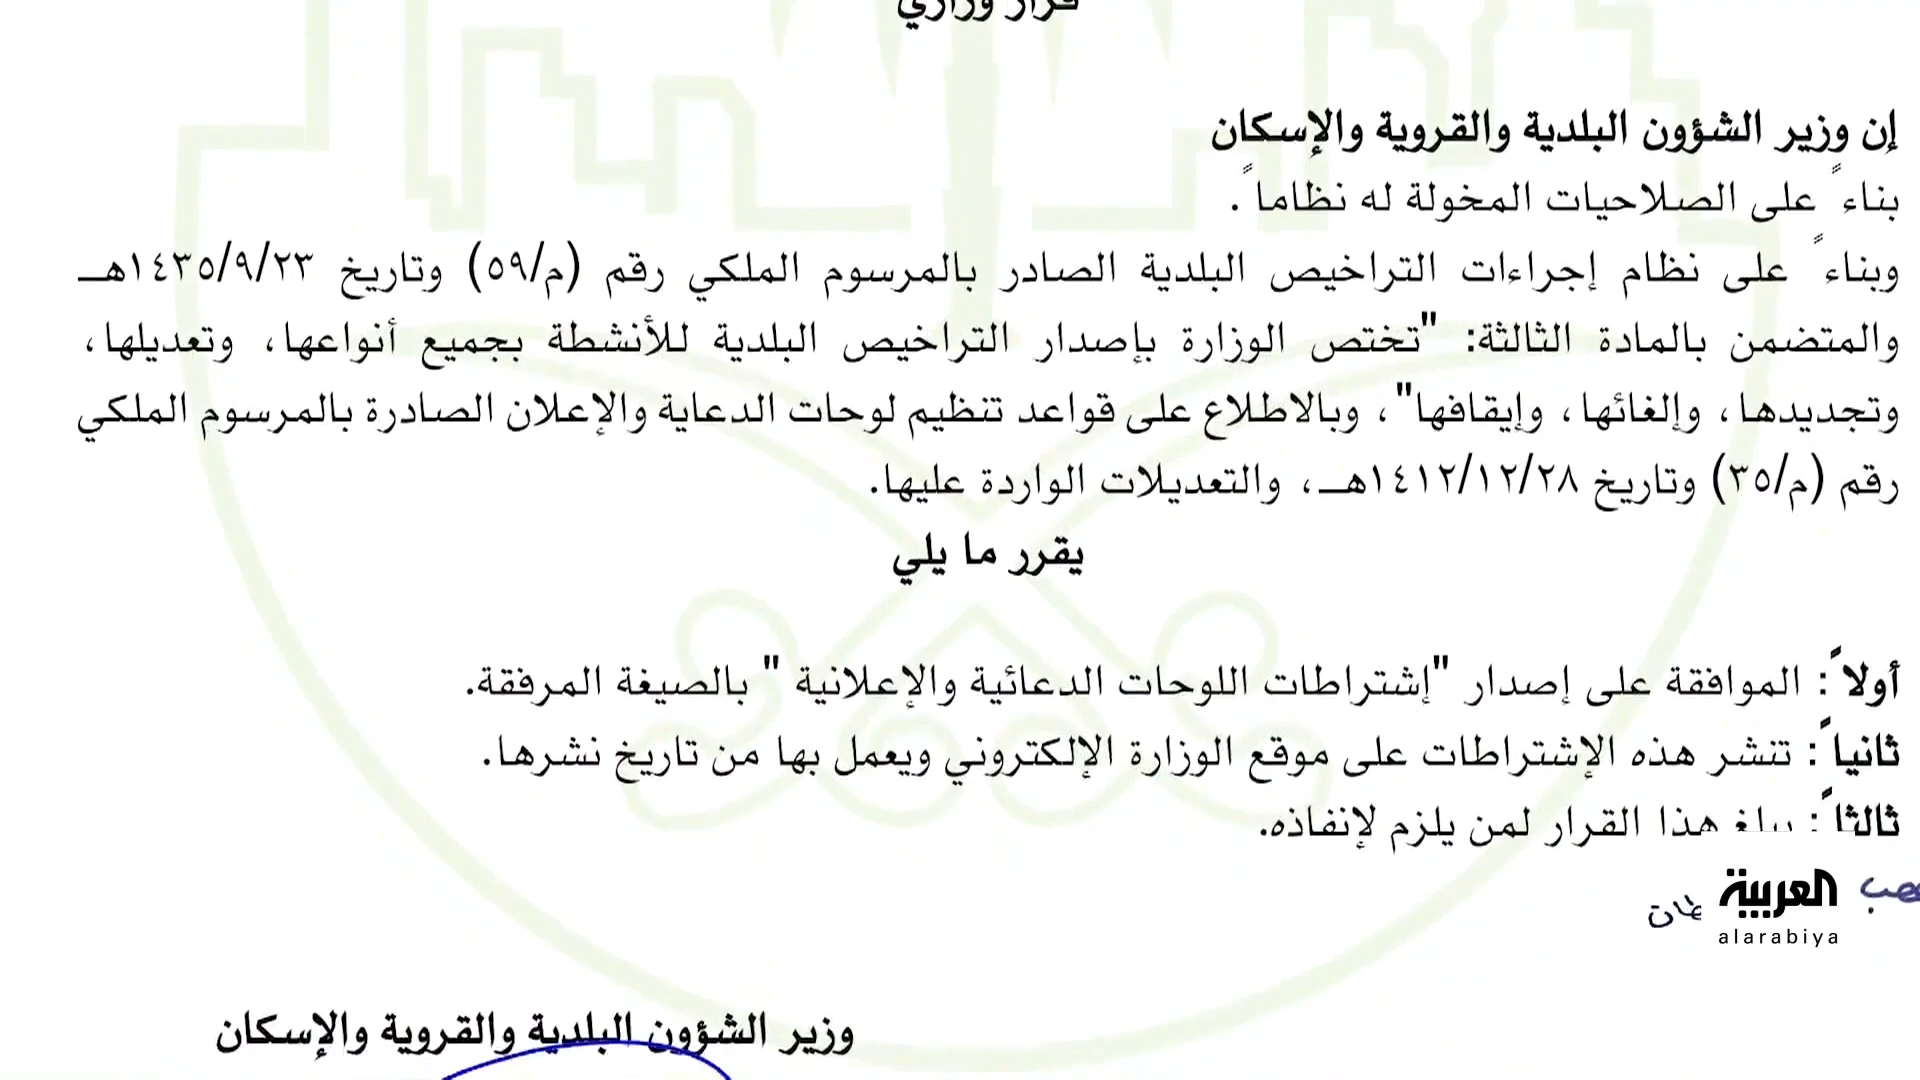 قرار وزاري
إن وزير الشؤون البلدية والقروية والإسكان
بناءً على الصلاحيات المخولة له نظاماً.
وبناءً على نظام إجراءات التراخيص البلدية الصادر بالمرسوم الملكي رقم (م/٥٩) وتاريخ ١٤٣٥/٩/٢٣هـ
والمتضمن بالمادة الثالثة: "تختص الوزارة بإصدار التراخيص البلدية للأنشطة بجميع أنواعها، وتعديلها،
وتجديدها، وإلغائها، وإيقافها"، وبالاطلاع على قواعد تنظيم لوحات الدعاية والإعلان الصادرة بالمرسوم الملكي
رقم (م/٣٥) وتاريخ ١٤١٢/١٢/٢٨هـ، والتعديلات الواردة عليها.
يقرر ما يلي
أولاً: الموافقة على إصدار "إشتراطات اللوحات الدعائية والإعلانية " بالصيغة المرفقة.
ثانياً: تنشر هذه الإشتراطات على موقع الوزارة الإلكتروني ويعمل بها من تاريخ نشرها.
ثالثاً: يبلغ هذا القرار لمن يلزم لإنفاذه.
العربية
alarabiya
وزير الشؤون البلدية والقروية والإسكان